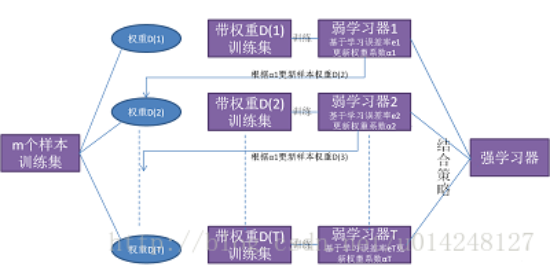 权重D(1)
带权重D(1)
训练集
训练
弱学习器1
基于学习误差率e1
更新权重系数α1
根据α1更新样本权重D(2)
权重D(2)
带权重D(2)
训练集
训练
弱学习器2
基于学习误差率e2
更新权重系数α2
m个样本
训练集
根据α1更新样本权重D(3)
结合策略
强学习器
权重D(T)
带权重D(T)
训练集
训练
弱学习器T
基于学习误差率eT更
新权重系数αT